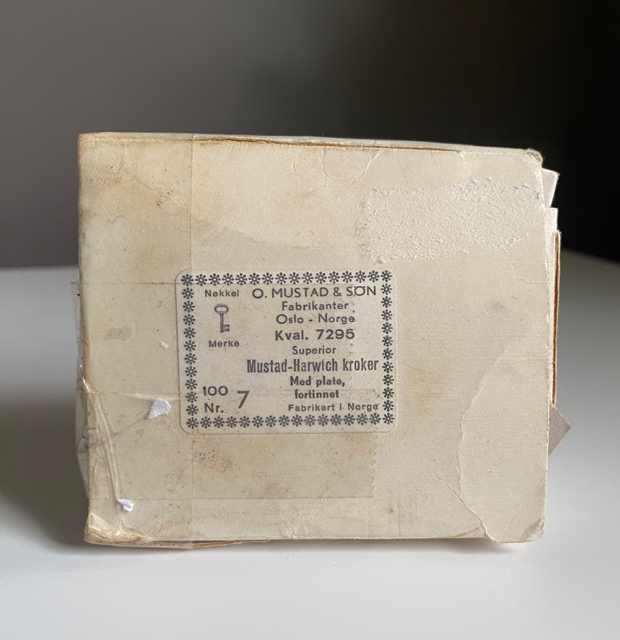 Nøkkel O. MUSTAD & SØN
Fabrikanter
Oslo - Norge
Kval. 7295
Merke
Superior
Mustad-Harwich kroker
Med plate,
fortinnet
100
Nr. 7
Fabrikert i Norge